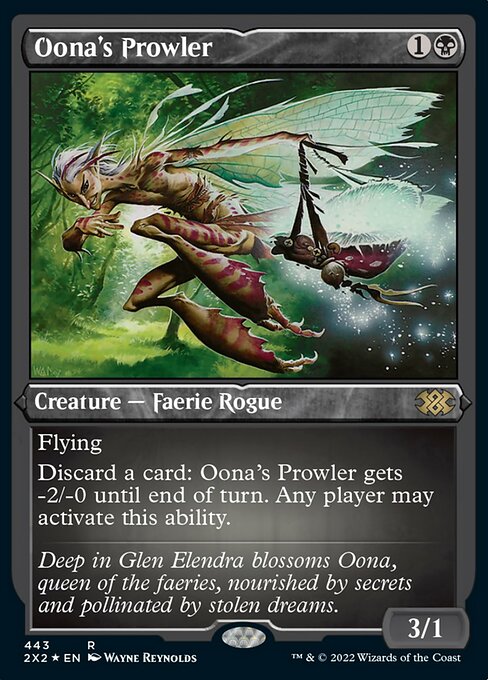 Oona's Prowler 1
Creature — Faerie Rogue
Flying
Discard a card: Oona's Prowler gets
-2/-0 until end of turn. Any player may
activate this ability.
Deep in Glen Elendra blossoms Oona,
queen of the faeries, nourished by secrets
and pollinated by stolen dreams.
3/1
443 R
2X2 ★ EN Wayne Reynolds
™ & © 2022 Wizards of the Coast